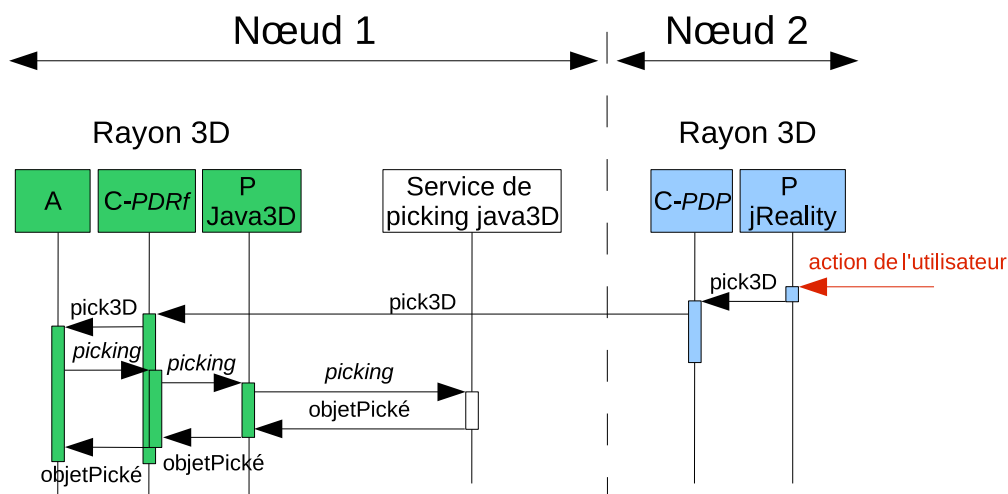 Nœud 1
Nœud 2
Rayon 3D
Rayon 3D
A
C-PDRf
P
Java3D
Service de
picking java3D
C-PDP
P
jReality
action de l'utilisateur
pick3D
pick3D
pick3D
picking
picking
picking
objetPické
objetPické
objetPické